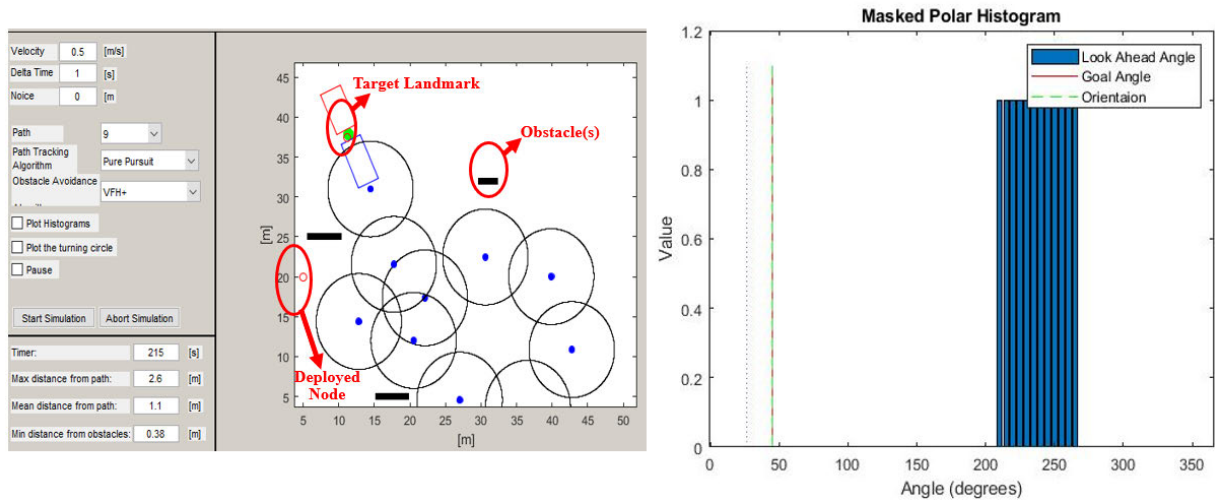 Velocity 0.5 [m/s]
Delta Time 1 [s]
Noice 0 [m
Path 9
Path Tracking
Algorithm Pure Pursuit
Obstacle Avoidance
VFH+
Plot Histograms
Plot the turning circle
Pause
Start Simulation Abort Simulation
Timer: 215 [s]
Max distance from path: 2.6 [m]
Mean distance from path: 1.1 [m]
Min distance from obstacles: 0.38 [m]
Target Landmark
Obstacle(s)
Deployed
Node
45
40
35
30
25
20
15
10
5
[m]
5 10 15 20 25 30 35 40 45 50
[m]
Masked Polar Histogram
Look Ahead Angle
Goal Angle
Orientaion
1.2
1
0.8
0.6
0.4
0.2
0
Value
0 50 100 150 200 250 300 350
Angle (degrees)